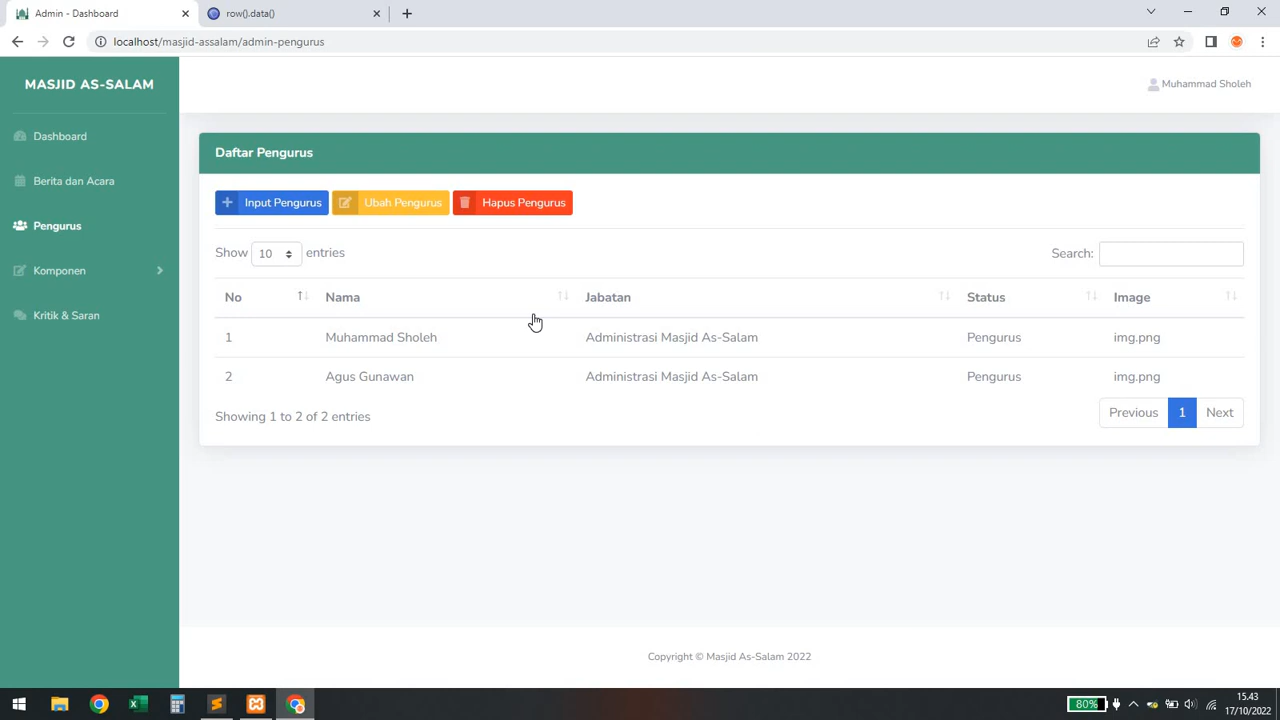 Admin - Dashboard
row().data()
localhost/masjid-assalam/admin-pengurus
MASJID AS-SALAM
Muhammad Sholeh
Dashboard
Berita dan Acara
Pengurus
Komponen
Kritik & Saran
Daftar Pengurus
Input Pengurus Ubah Pengurus Hapus Pengurus
Show 10 entries Search:
No Nama Jabatan Status Image
1 Muhammad Sholeh Administrasi Masjid As-Salam Pengurus img.png
2 Agus Gunawan Administrasi Masjid As-Salam Pengurus img.png
Showing 1 to 2 of 2 entries Previous 1 Next
Copyright © Masjid As-Salam 2022
80%
15.43
17/10/2022